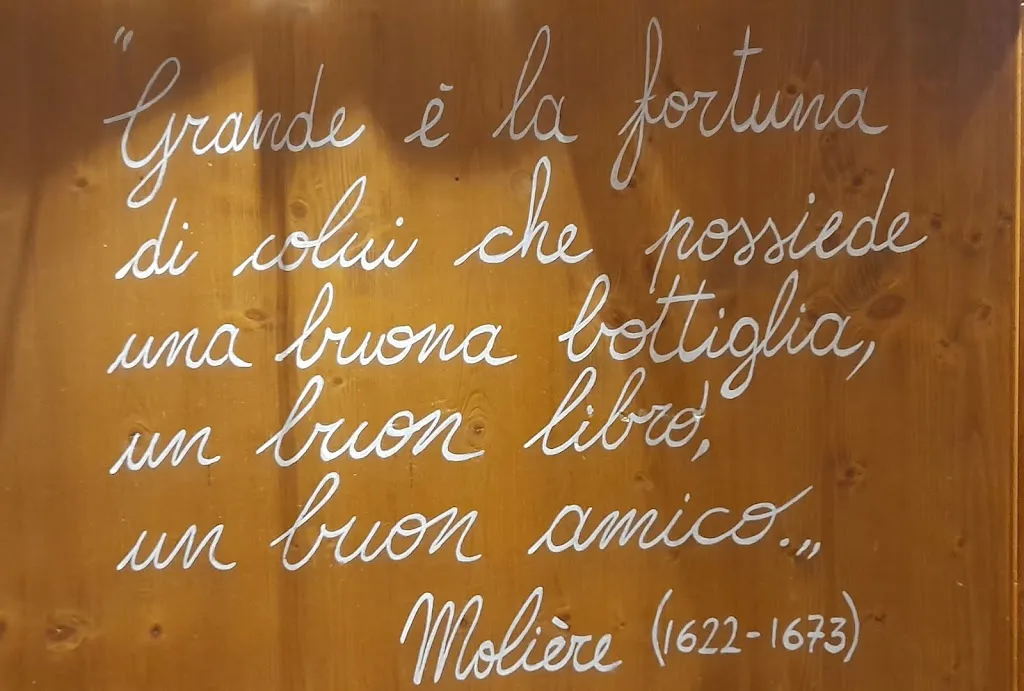 "Grande è la fortuna
di colui che possiede
una buona bottiglia,
un buon libro,
un buon amico.„
Molière (1622-1673)